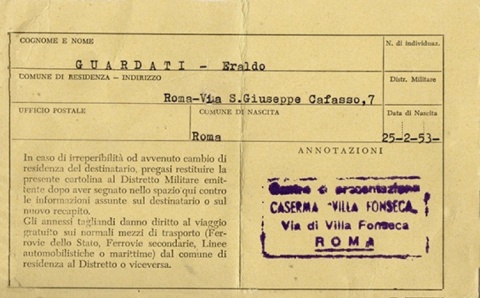 COGNOME E NOME
N. di individuaz.
GUARDATI - Eraldo
COMUNE DI RESIDENZA - INDIRIZZO
Distr. Militare
Roma-Via S.Giuseppe Cafasso,7
UFFICIO POSTALE
COMUNE DI NASCITA
Data di Nascita
Roma
25-2-53-
In caso di irreperibilità od avvenuto cambio di
residenza del destinatario, pregasi restituire la
presente cartolina al Distretto Militare emit-
tente dopo aver segnato nello spazio qui contro
le informazioni assunte sul destinatario o sul
suo nuovo recapito.
Gli annessi tagliandi danno diritto al viaggio
gratuito sui normali mezzi di trasporto (Fer-
rovie dello Stato, Ferrovie secondarie, Linee
automobilistiche o marittime) dal comune di
residenza al Distretto o viceversa.
ANNOTAZIONI
Centro di presentazione
CASERMA "VILLA FONSECA"
Via di Villa Fonseca
ROMA